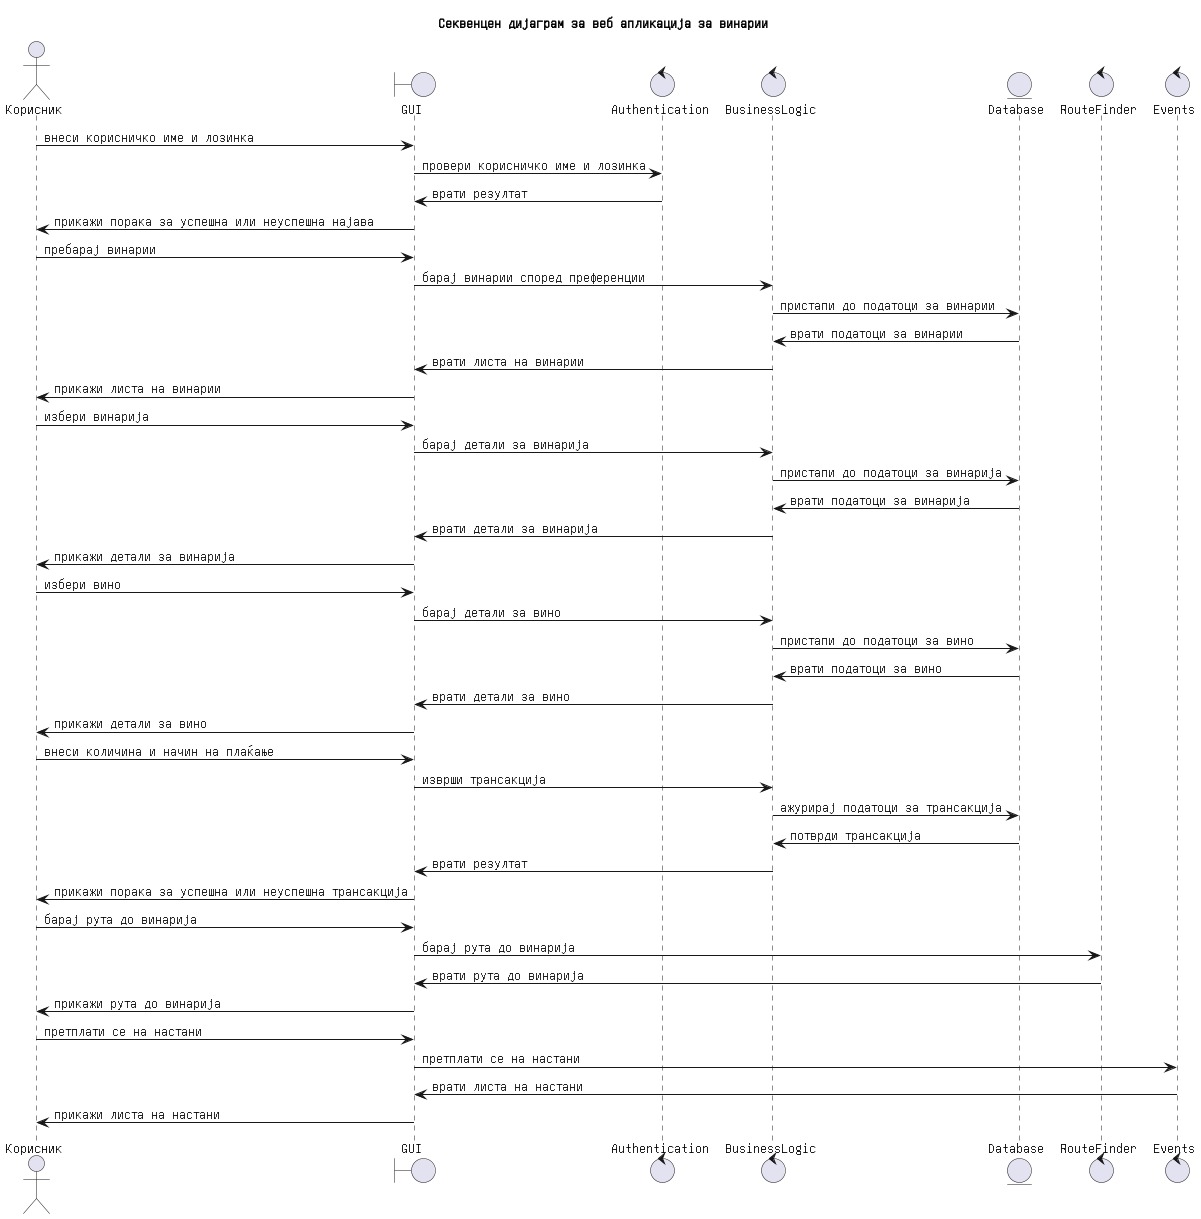 Секвенцен дијаграм за веб апликација за винарии
Корисник GUI Authentication BusinessLogic Database RouteFinder Events
внеси корисничко име и лозинка
провери корисничко име и лозинка
врати резултат
прикажи порака за успешна или неуспешна најава
пребарај винарии
барај винарии според преференции
пристапи до податоци за винарии
врати податоци за винарии
врати листа на винарии
прикажи листа на винарии
избери винарија
барај детали за винарија
пристапи до податоци за винарија
врати податоци за винарија
врати детали за винарија
прикажи детали за винарија
избери вино
барај детали за вино
пристапи до податоци за вино
врати податоци за вино
врати детали за вино
прикажи детали за вино
внеси количина и начин на плаќање
изврши трансакција
ажурирај податоци за трансакција
потврди трансакција
врати резултат
прикажи порака за успешна или неуспешна трансакција
барај рута до винарија
барај рута до винарија
врати рута до винарија
прикажи рута до винарија
претплати се на настани
претплати се на настани
врати листа на настани
прикажи листа на настани
Корисник GUI Authentication BusinessLogic Database RouteFinder Events